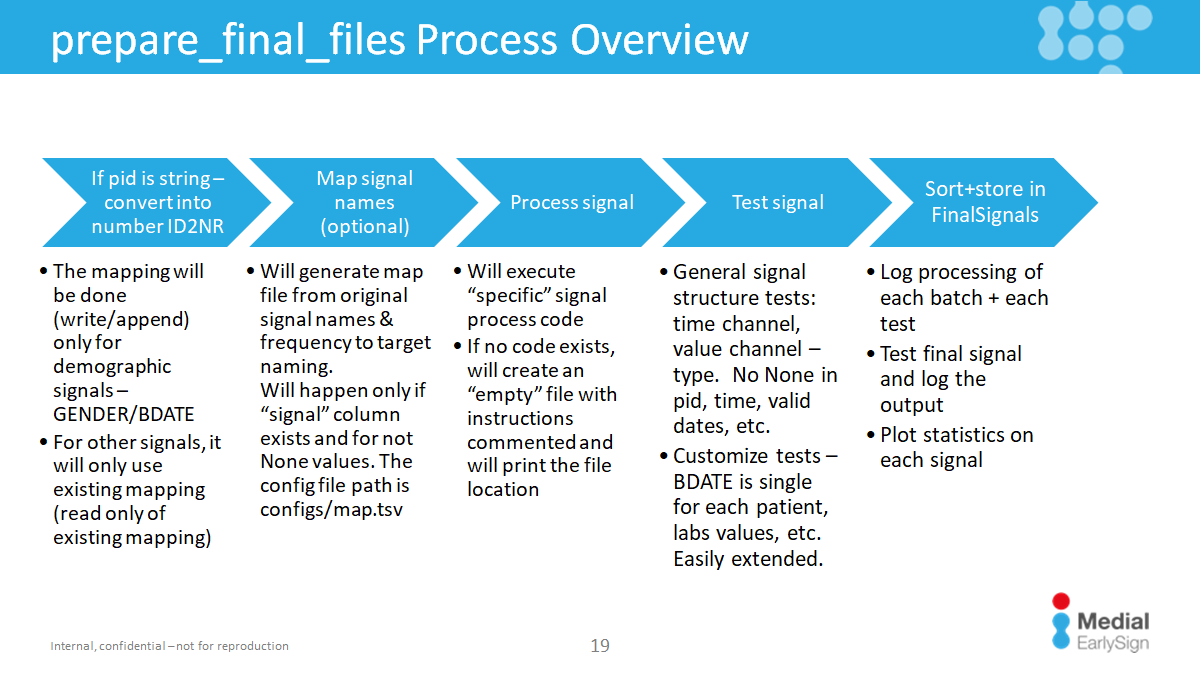 prepare_final_files Process Overview
If pid is string –
convert into
number ID2NR
Map signal
names
(optional)
Process signal
Test signal
Sort+store in
FinalSignals
• The mapping will
be done
(write/append)
only for
demographic
signals –
GENDER/BDATE
• For other signals, it
will only use
existing mapping
(read only of
existing mapping)
• Will generate map
file from original
signal names &
frequency to target
naming.
Will happen only if
“signal” column
exists and for not
None values. The
config file path is
configs/map.tsv
• Will execute
“specific” signal
process code
• If no code exists,
will create an
“empty” file with
instructions
commented and
will print the file
location
• General signal
structure tests:
time channel,
value channel –
type.  No None in
pid, time, valid
dates, etc.
• Customize tests –
BDATE is single
for each patient,
labs values, etc.
Easily extended.
• Log processing of
each batch + each
test
• Test final signal
and log the
output
• Plot statistics on
each signal
Internal, confidential – not for reproduction
19
Medial
EarlySign